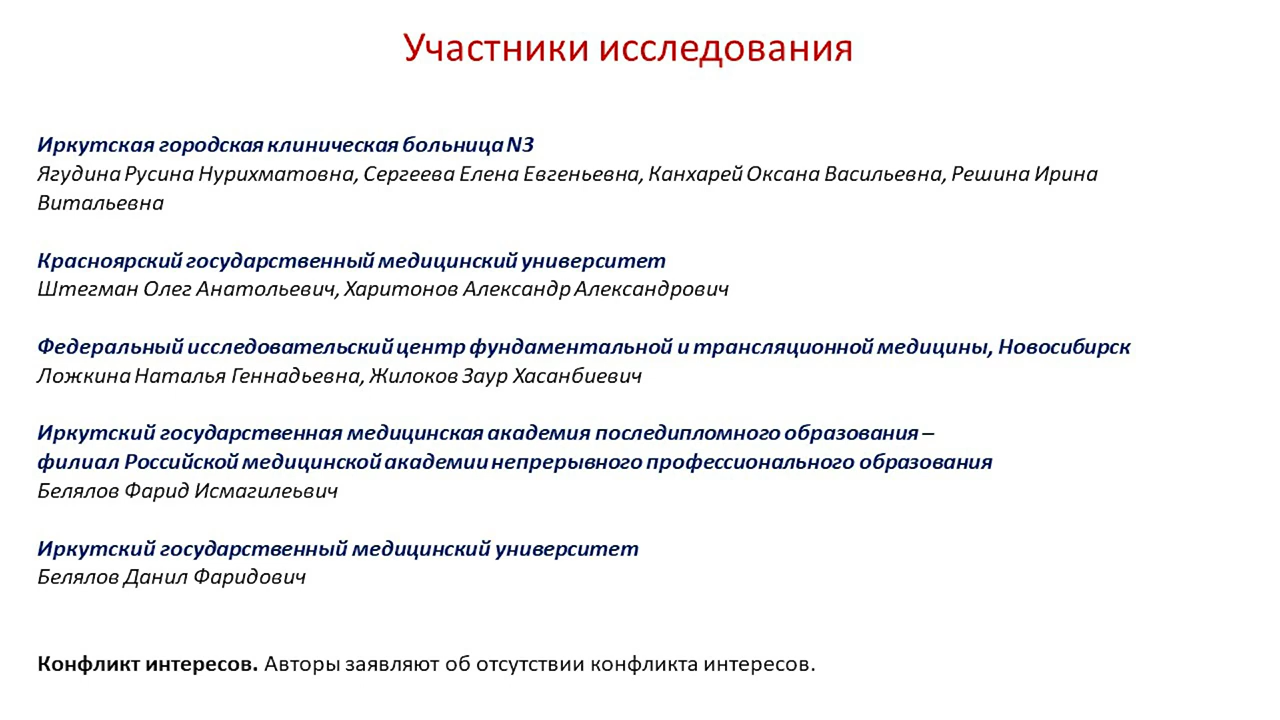 Участники исследования
Иркутская городская клиническая больница N3
Ягудина Русина Нурихматовна, Сергеева Елена Евгеньевна, Канхарей Оксана Васильевна, Решина Ирина
Витальевна
Красноярский государственный медицинский университет
Штегман Олег Анатольевич, Харитонов Александр Александрович
Федеральный исследовательский центр фундаментальной и трансляционной медицины, Новосибирск
Ложкина Наталья Геннадьевна, Жилоков Заур Хасанбиевич
Иркутский государственная медицинская академия последипломного образования –
филиал Российской медицинской академии непрерывного профессионального образования
Белялов Фарид Исмагилеьвич
Иркутский государственный медицинский университет
Белялов Данил Фаридович
Конфликт интересов. Авторы заявляют об отсутствии конфликта интересов.